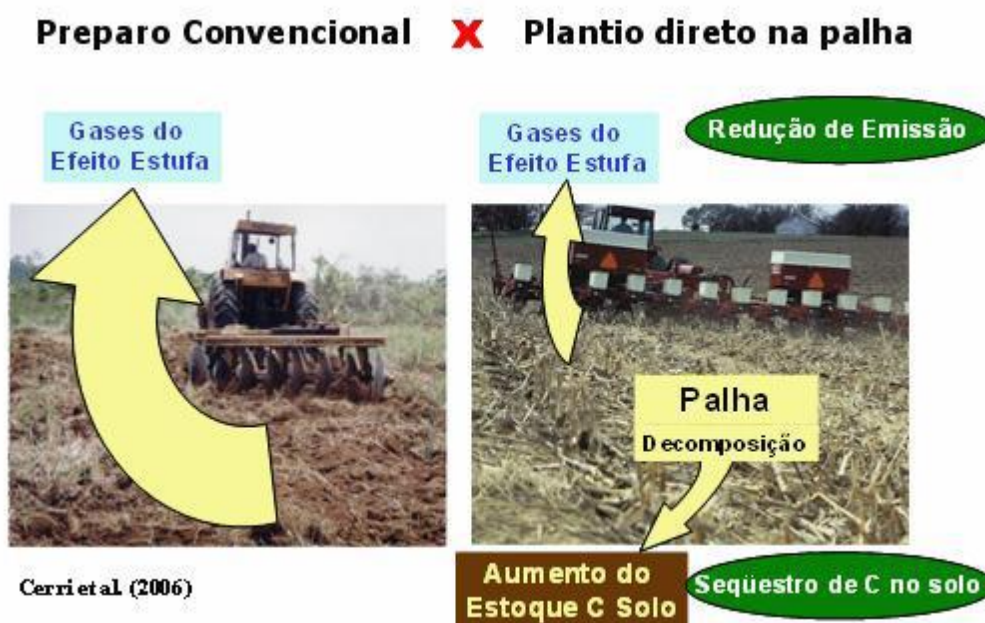 Preparo Convencional X Plantio direto na palha
Gases do
Efeito Estufa
Gases do
Efeito Estufa
Redução de Emissão
Palha
Decomposição
Aumento do
Estoque C Solo
Seqüestro de C no solo
Cerri et al. (2006)